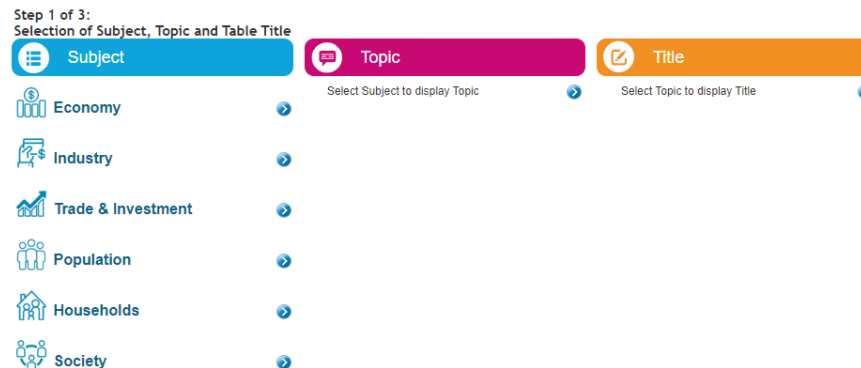 Step 1 of 3:
Selection of Subject, Topic and Table Title
Subject
Topic
Title
Select Subject to display Topic
Select Topic to display Title
Economy
Industry
Trade & Investment
Population
Households
Society